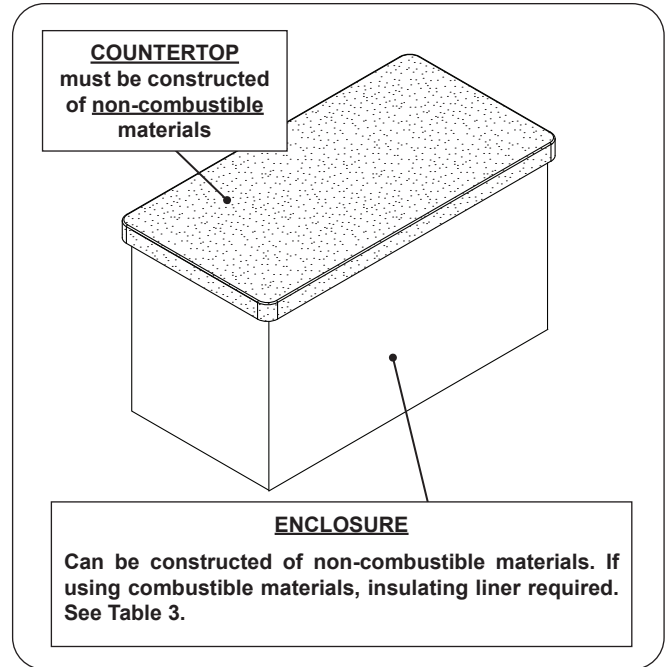 COUNTERTOP
must be constructed
of non-combustible
materials
ENCLOSURE
Can be constructed of non-combustible materials. If
using combustible materials, insulating liner required.
See Table 3.